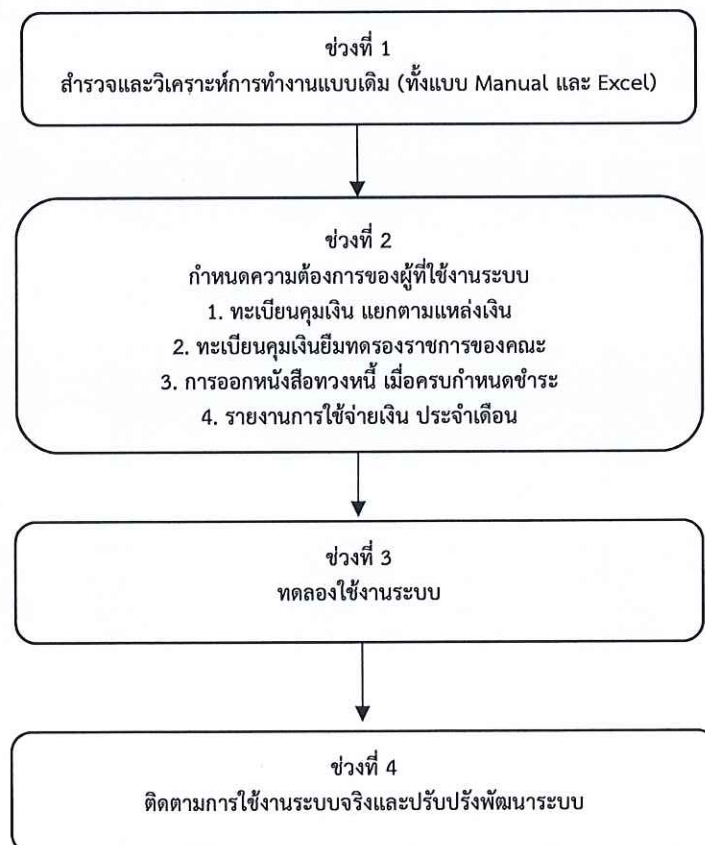 ช่วงที่ 1
สำรวจและวิเคราะห์การทำงานแบบเดิม (ทั้งแบบ Manual และ Excel)
ช่วงที่ 2
กำหนดความต้องการของผู้ที่ใช้งานระบบ
1. ทะเบียนคุมเงิน แยกตามแหล่งเงิน
2. ทะเบียนคุมเงินยืมทดรองราชการของคณะ
3. การออกหนังสือทวงหนี้ เมื่อครบกำหนดชำระ
4. รายงานการใช้จ่ายเงิน ประจำเดือน
ช่วงที่ 3
ทดลองใช้งานระบบ
ช่วงที่ 4
ติดตามการใช้งานระบบจริงและปรับปรังพัฒนาระบบ